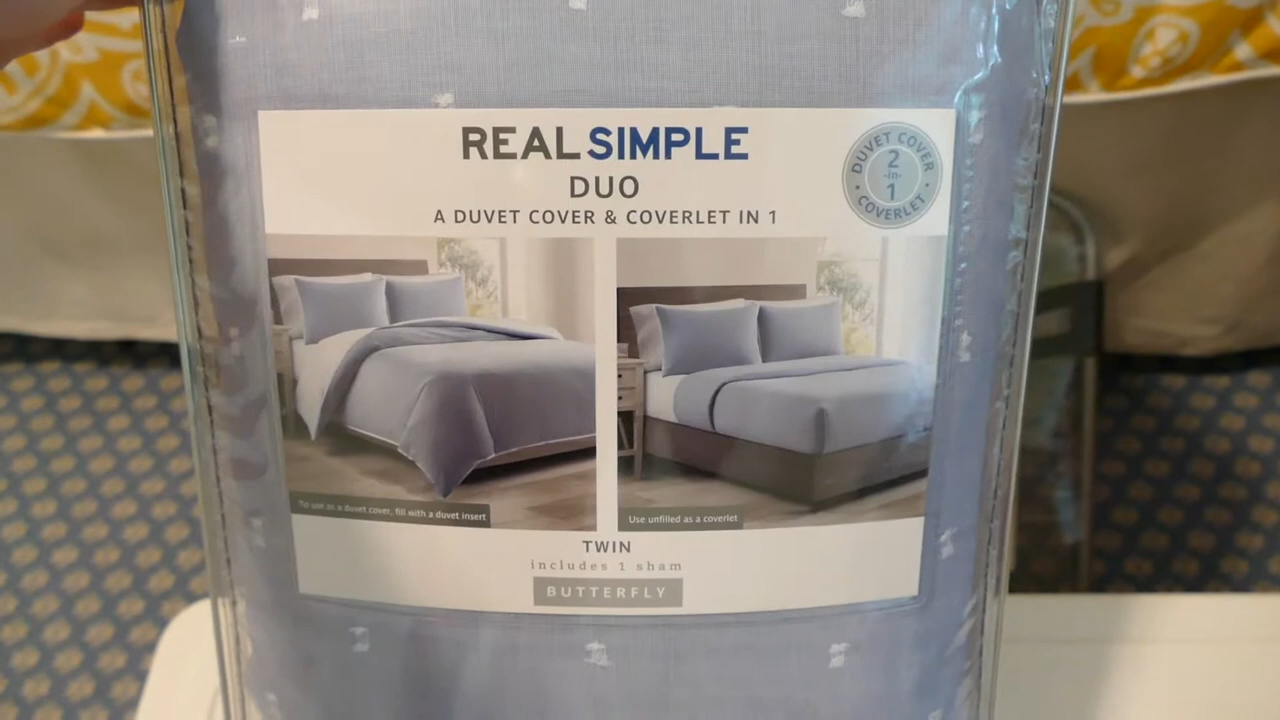 REAL SIMPLE
DUO
A DUVET COVER & COVERLET IN 1
DUVET COVER
2
-in-
1
• COVERLET •
To use as a duvet cover, fill with a duvet insert
Use unfilled as a coverlet
TWIN
includes 1 sham
BUTTERFLY